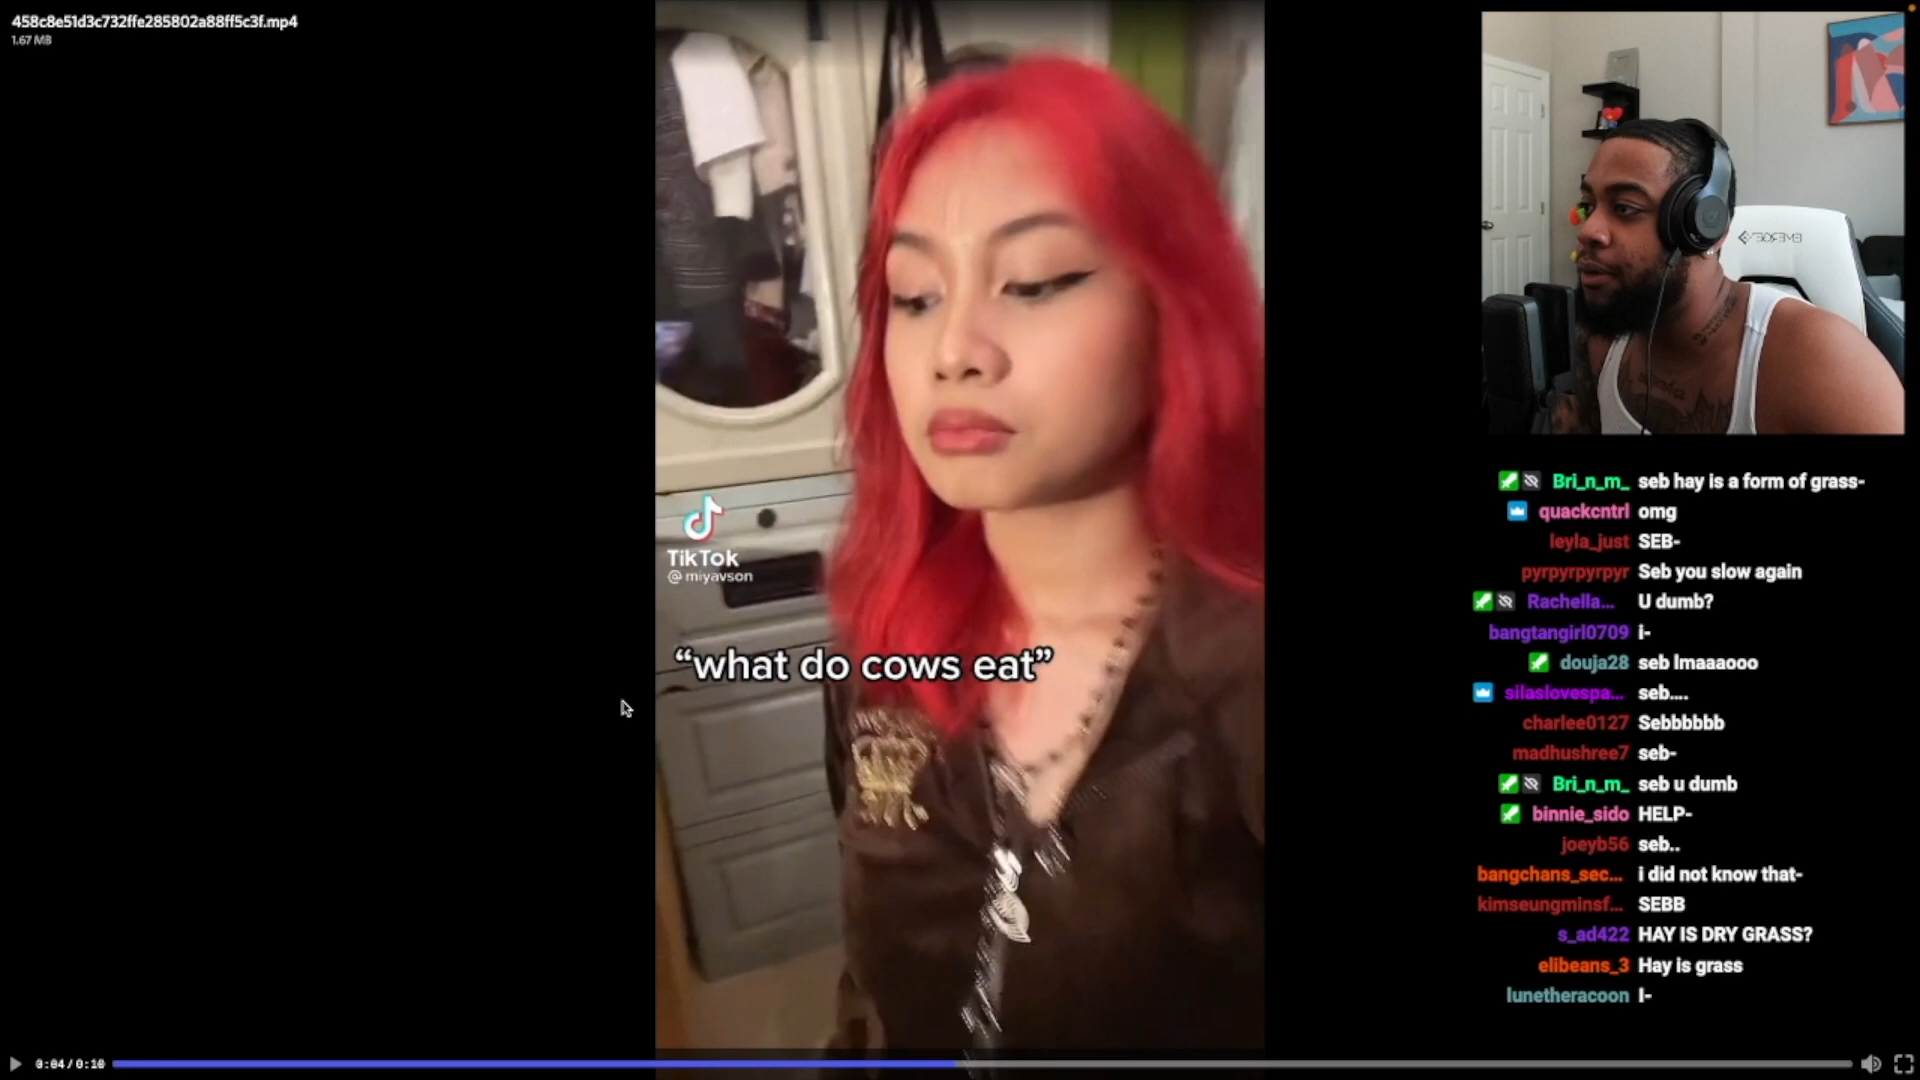 458c8e51d3c732ffe285802a88ff5c3f.mp4
1.67 MB
TikTok
@miyavson
“what do cows eat”
Bri_n_m_ seb hay is a form of grass-
quackcntrl omg
leyla_just SEB-
pyrpyrpyrpyr Seb you slow again
Rachella... U dumb?
bangtangirl0709 i-
douja28 seb lmaaaooo
silaslovespa... seb....
charlee0127 Sebbbbbb
madhushree7 seb-
Bri_n_m_ seb u dumb
binnie_sido HELP-
joeyb56 seb..
bangchans_sec... i did not know that-
kimseungminsf... SEBB
s_ad422 HAY IS DRY GRASS?
elibeans_3 Hay is grass
lunetheracoon I-
0:04/0:10